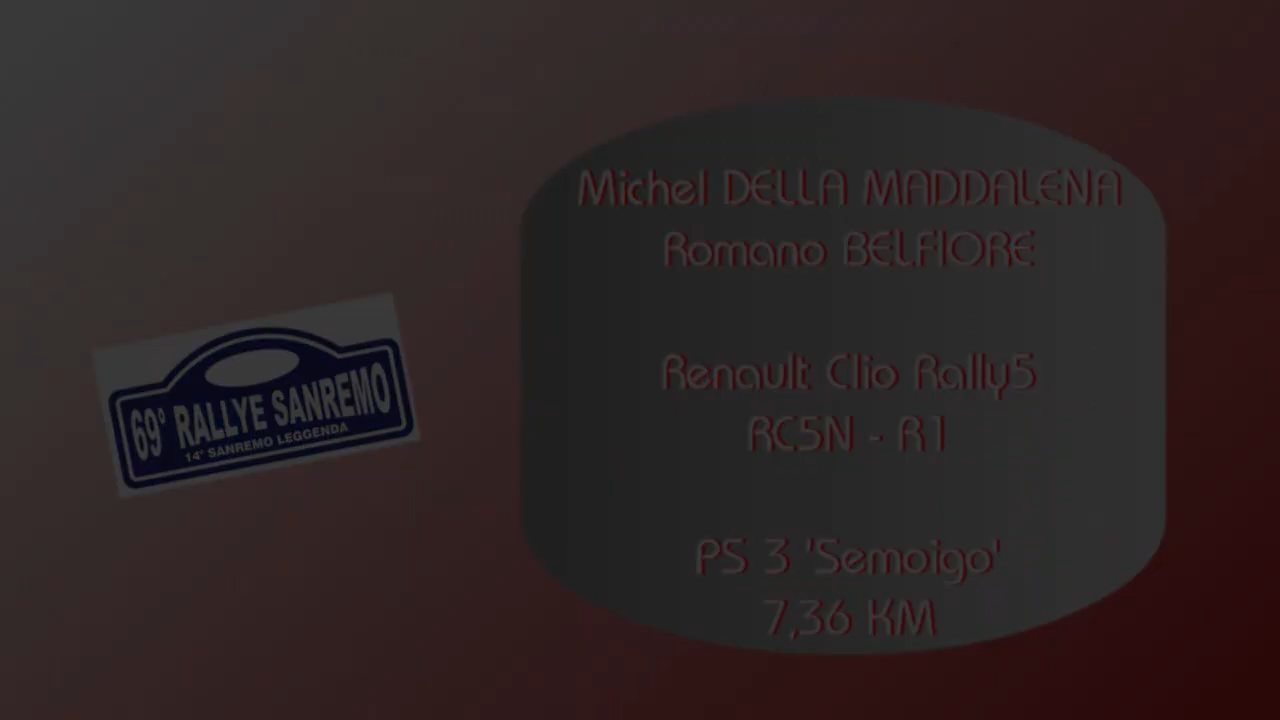 Michel DELLA MADDALENA
Romano BELFIORE
Renault Clio Rally5
RC5N - R1
PS 3 'Semoigo'
7,36 KM
69° RALLYE SANREMO
14° SANREMO LEGGENDA